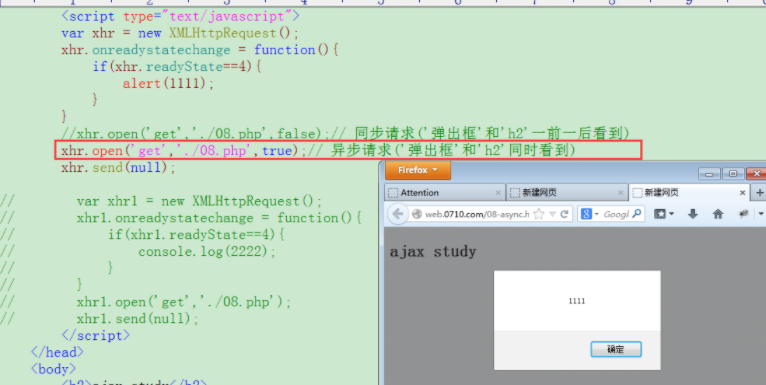 <script type="text/javascript">
var xhr = new XMLHttpRequest();
xhr.onreadystatechange = function(){
if(xhr.readyState==4){
alert(1111);
}
}
//xhr.open('get','./08.php',false);// 同步请求('弹出框'和'h2'一前一后看到)
xhr.open('get','./08.php',true);// 异步请求('弹出框'和'h2'同时看到)
xhr.send(null);
// var xhr1 = new XMLHttpRequest();
// xhr1.onreadystatechange = function(){
// if(xhr1.readyState==4){
// console.log(2222);
// }
// }
// xhr1.open('get','./08.php');
// xhr1.send(null);
</script>
</head>
<body>
<h2>ajax study</h2>
Firefox
Attention
新建网页
新建网页
web.0710.com/08-async.h
Googl
ajax study
1111
确定